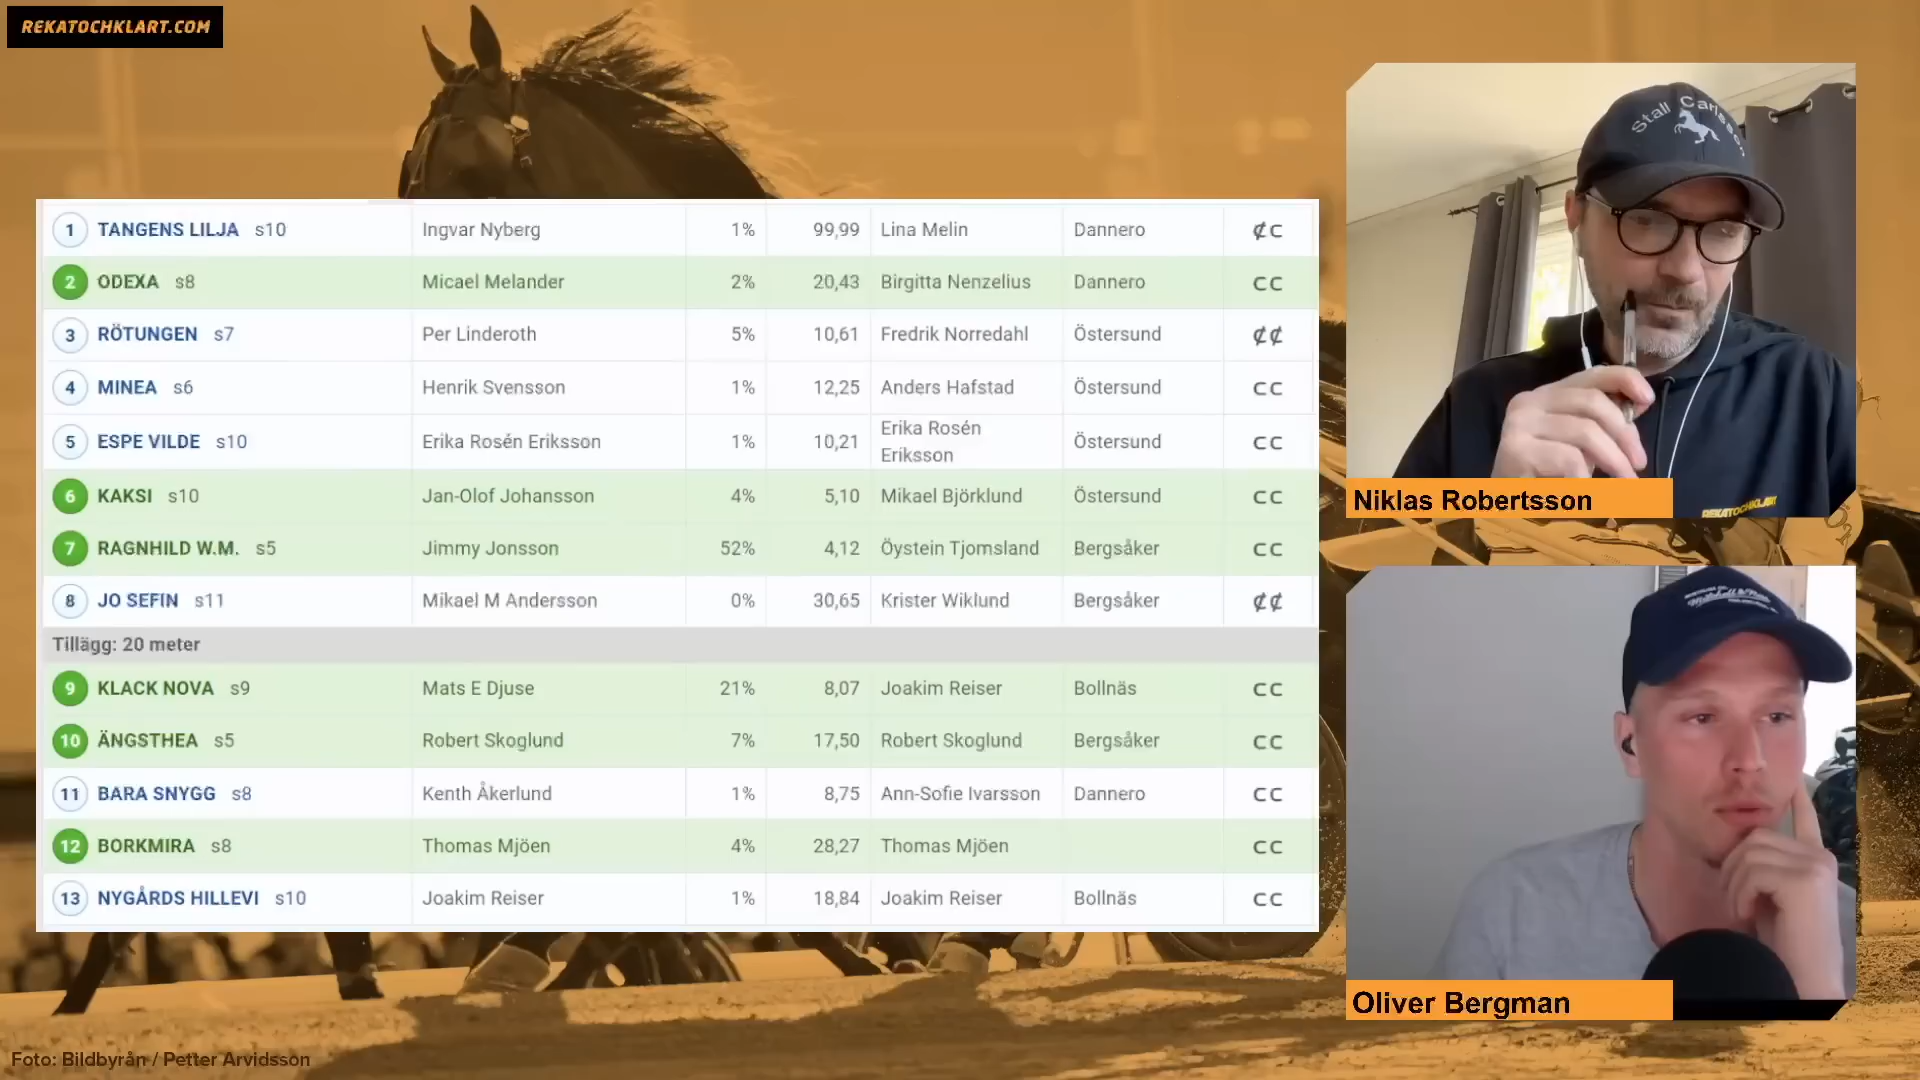 REKATOCHKLART.COM
1 TANGENS LILJA s10 Ingvar Nyberg 1% 99,99 Lina Melin Dannero ȻC
2 ODEXA s8 Micael Melander 2% 20,43 Birgitta Nenzelius Dannero CC
3 RÖTUNGEN s7 Per Linderoth 5% 10,61 Fredrik Norredahl Östersund ȻȻ
4 MINEA s6 Henrik Svensson 1% 12,25 Anders Hafstad Östersund CC
5 ESPE VILDE s10 Erika Rosén Eriksson 1% 10,21 Erika Rosén Eriksson Östersund CC
6 KAKSI s10 Jan-Olof Johansson 4% 5,10 Mikael Björklund Östersund CC
7 RAGNHILD W.M. s5 Jimmy Jonsson 52% 4,12 Öystein Tjomsland Bergsåker CC
8 JO SEFIN s11 Mikael M Andersson 0% 30,65 Krister Wiklund Bergsåker ȻȻ
Tillägg: 20 meter
9 KLACK NOVA s9 Mats E Djuse 21% 8,07 Joakim Reiser Bollnäs CC
10 ÄNGSTHEA s5 Robert Skoglund 7% 17,50 Robert Skoglund Bergsåker CC
11 BARA SNYGG s8 Kenth Åkerlund 1% 8,75 Ann-Sofie Ivarsson Dannero CC
12 BORKMIRA s8 Thomas Mjöen 4% 28,27 Thomas Mjöen CC
13 NYGÅRDS HILLEVI s10 Joakim Reiser 1% 18,84 Joakim Reiser Bollnäs CC
Stall Carlsson
REKATOCHKLART
Niklas Robertsson
Oliver Bergman
Foto: Bildbyrån / Petter Arvidsson